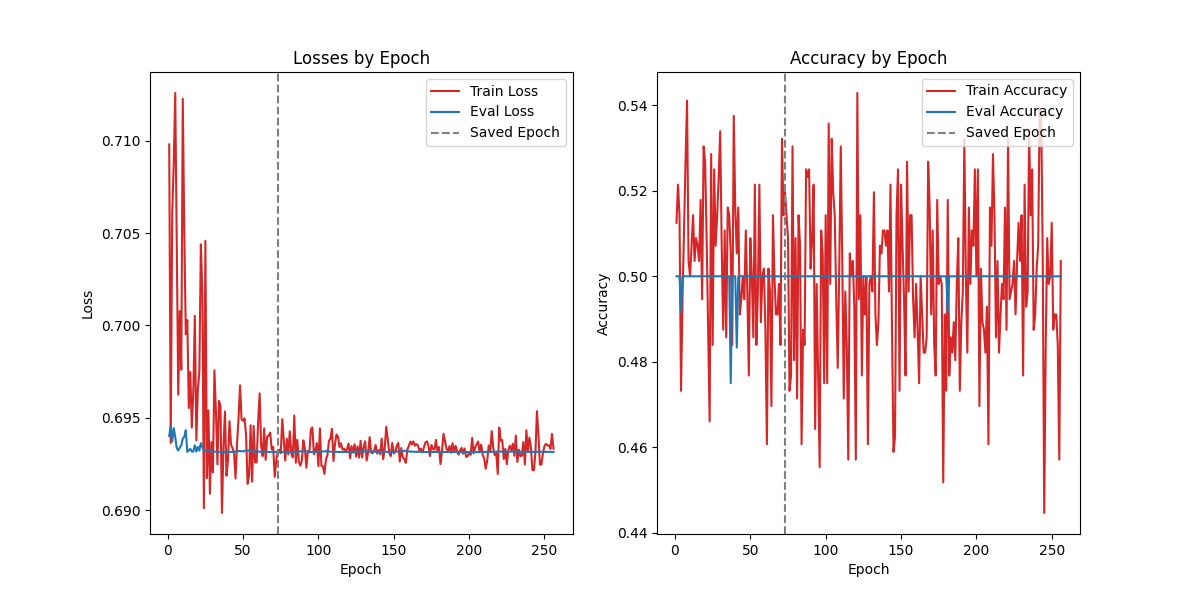 Losses by Epoch
Train Loss
Eval Loss
Saved Epoch
0.710
0.705
0.700
0.695
0.690
Loss
0 50 100 150 200 250
Epoch
Accuracy by Epoch
Train Accuracy
Eval Accuracy
Saved Epoch
0.54
0.52
0.50
0.48
0.46
0.44
Accuracy
0 50 100 150 200 250
Epoch